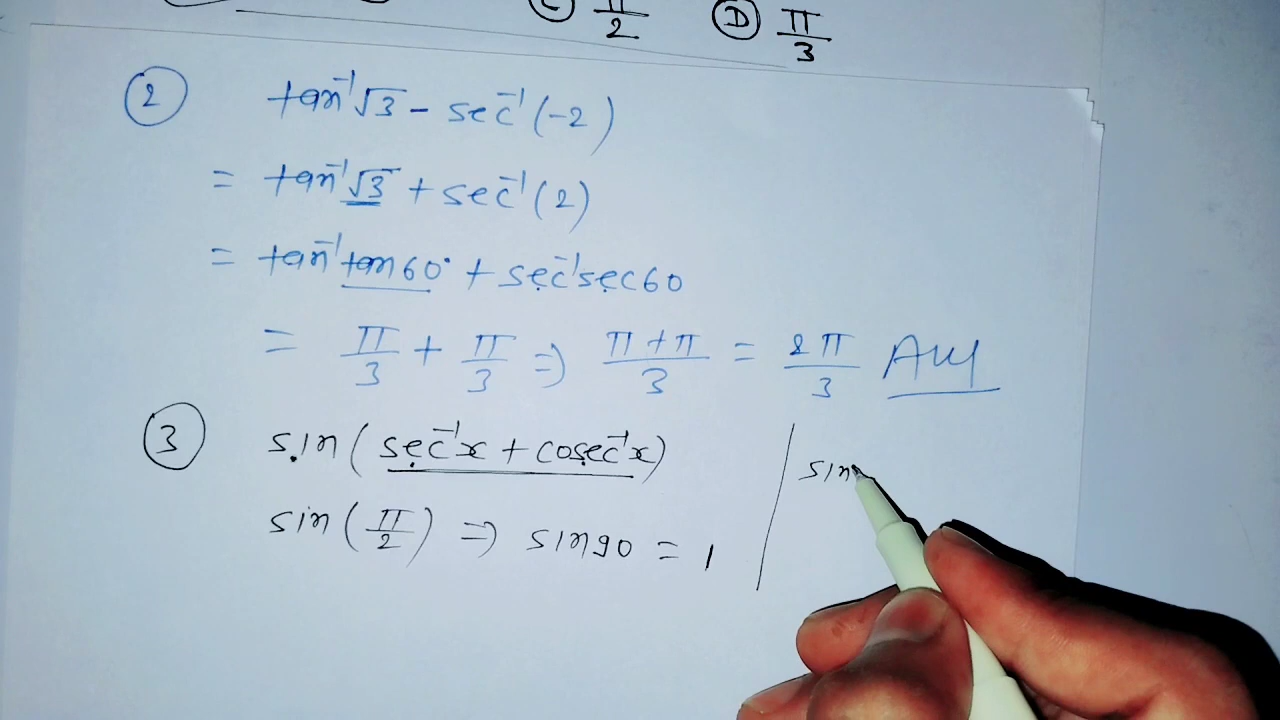 Ⓒ π/2 Ⓓ π/3
② tan⁻¹√3 - sec⁻¹(-2)
= tan⁻¹√3 + sec⁻¹(2)
= tan⁻¹tan60° + sec⁻¹sec60
= π/3 + π/3 ⇒ (π+π)/3 = 2π/3 Ans
③ sin(sec⁻¹x + cosec⁻¹x) sin
sin(π/2) ⇒ sin90 = 1